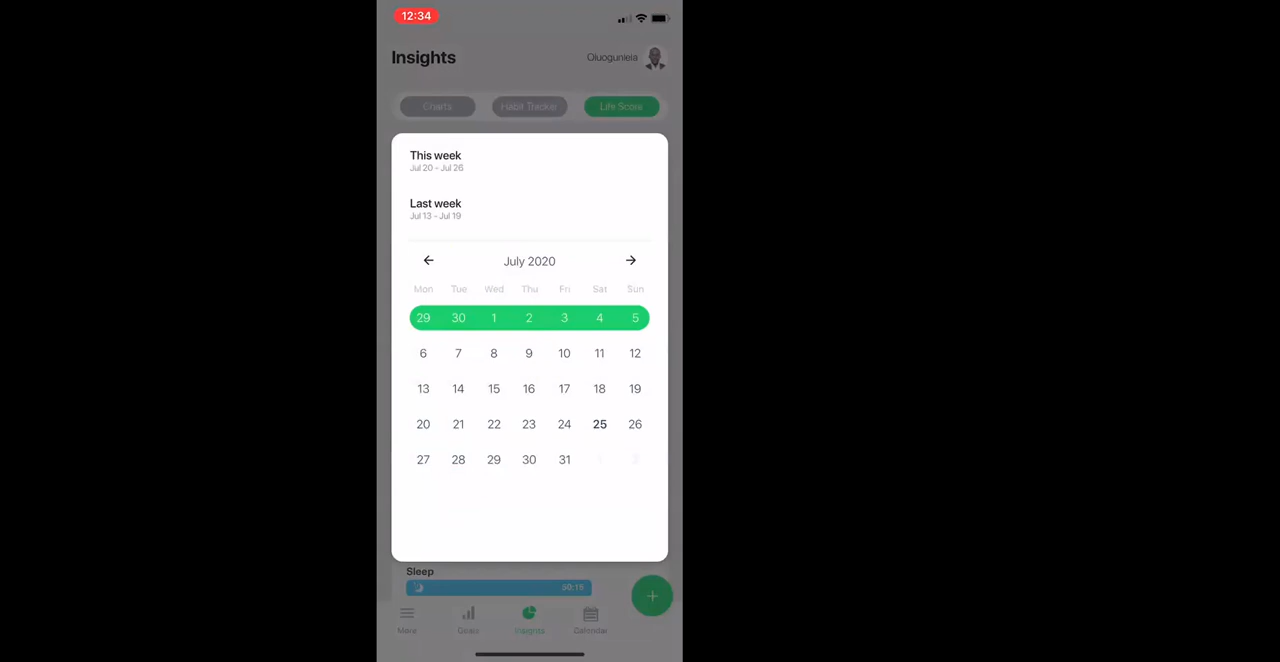 12:34
Insights
Oluogunleia
Charts Habit Tracker Life Score
This week
Jul 20 - Jul 26
Last week
Jul 13 - Jul 19
July 2020
Mon Tue Wed Thu Fri Sat Sun
29 30 1 2 3 4 5
6 7 8 9 10 11 12
13 14 15 16 17 18 19
20 21 22 23 24 25 26
27 28 29 30 31 1 2
Sleep
50:15
More Goals Insights Calendar